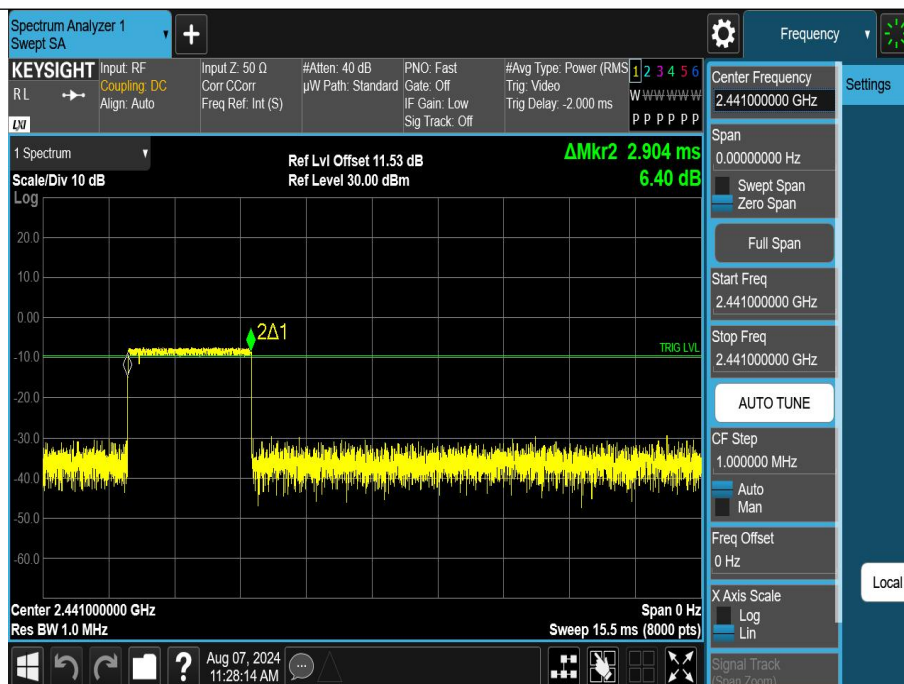 Spectrum Analyzer 1
Swept SA
+
Frequency
KEYSIGHT
RL
LXI
Input: RF
Coupling: DC
Align: Auto
Input Z: 50 Ω
Corr CCorr
Freq Ref: Int (S)
#Atten: 40 dB
µW Path: Standard
PNO: Fast
Gate: Off
IF Gain: Low
Sig Track: Off
#Avg Type: Power (RMS
Trig: Video
Trig Delay: -2.000 ms
1 2 3 4 5 6
W W W W W W
P P P P P P
1 Spectrum
Scale/Div 10 dB
Ref Lvl Offset 11.53 dB
Ref Level 30.00 dBm
ΔMkr2 2.904 ms
6.40 dB
Log
20.0
10.0
0.00
-10.0
-20.0
-30.0
-40.0
-50.0
-60.0
2Δ1
TRIG LVL
Center 2.441000000 GHz
Res BW 1.0 MHz
Span 0 Hz
Sweep 15.5 ms (8000 pts)
Center Frequency
2.441000000 GHz
Settings
Span
0.00000000 Hz
Swept Span
Zero Span
Full Span
Start Freq
2.441000000 GHz
Stop Freq
2.441000000 GHz
AUTO TUNE
CF Step
1.000000 MHz
Auto
Man
Freq Offset
0 Hz
Local
X Axis Scale
Log
Lin
Signal Track
(Span Zoom)
?
Aug 07, 2024
11:28:14 AM